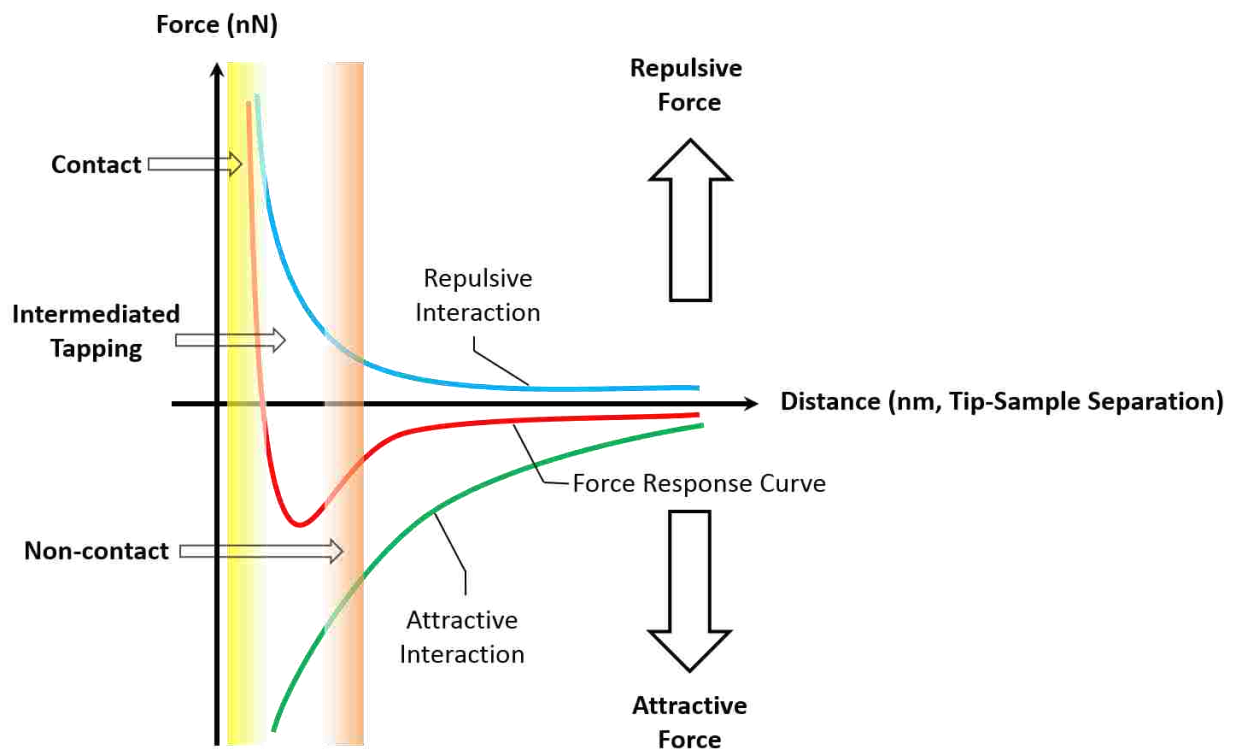 Force (nN)
Repulsive
Force
Contact
Repulsive
Interaction
Intermediated
Tapping
Distance (nm, Tip-Sample Separation)
Force Response Curve
Non-contact
Attractive
Interaction
Attractive
Force